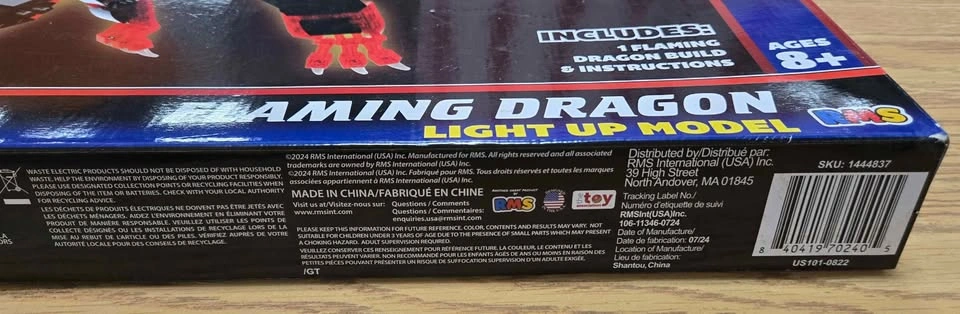 INCLUDES:
1 FLAMING
DRAGON BUILD
& INSTRUCTIONS
AGES
8+
FLAMING DRAGON
LIGHT UP MODEL
RMS
WASTE ELECTRIC PRODUCTS SHOULD NOT BE DISPOSED OF WITH HOUSEHOLD
WASTE, HELP THE ENVIRONMENT BY DISPOSING OF YOUR PRODUCT RESPONSIBLY.
PLEASE USE DESIGNATED COLLECTION POINTS OR RECYCLING FACILITIES WHEN
DISPOSING OF THE ITEM OR BATTERIES. CHECK WITH YOUR LOCAL AUTHORITY
FOR RECYCLING ADVICE.
LES DÉCHETS DE PRODUITS ÉLECTRIQUES NE DOIVENT PAS ÊTRE JETÉS AVEC
LES DÉCHETS MÉNAGERS. AIDEZ L'ENVIRONNEMENT EN ÉLIMINANT VOTRE
PRODUIT DE MANIÈRE RESPONSABLE. VEUILLEZ UTILISER LES POINTS DE
COLLECTE DÉSIGNÉS OU LES INSTALLATIONS DE RECYCLAGE LORS DE LA
MISE AU REBUT DE L'ARTICLE OU DES PILES. VÉRIFIEZ AUPRÈS DE VOTRE
AUTORITÉ LOCALE POUR DES CONSEILS DE RECYCLAGE.
©2024 RMS International (USA) Inc. Manufactured for RMS. All rights reserved and all associated
trademarks are owned by RMS International (USA) Inc.
©2024 RMS International (USA) Inc. Fabriqué pour RMS. Tous droits réservés et toutes les marques
associées appartiennent à RMS International (USA) Inc.
MADE IN CHINA/FABRIQUÉ EN CHINE
Visit us at/Visitez-nous sur:
www.rmsint.com
Questions / Comments
Questions / Commentaires:
enquiries.usa@rmsint.com
RMS
the toy
PLEASE KEEP THIS INFORMATION FOR FUTURE REFERENCE. COLOR, CONTENTS AND RESULTS MAY VARY. NOT
SUITABLE FOR CHILDREN UNDER 3 YEARS OF AGE DUE TO THE PRESENCE OF SMALL PARTS WHICH MAY PRESENT
A CHOKING HAZARD. ADULT SUPERVISION REQUIRED.
VEUILLEZ CONSERVER CES RENSEIGNEMENT POUR RÉFÉRENCE FUTURE. LA COULEUR, LE CONTENU ET LES
RÉSULTATS PEUVENT VARIER. NON RECOMMANDÉ POUR LES ENFANTS ÂGÉS DE ANS OU MOINS EN RAISON DES
PETITES PIÈCES POUVANT PRÉSENTER UN RISQUE DE SUFFOCATION SUPERVISION D'UN ADULTE EXIGÉE.
/GT
Distributed by/Distribué par:
RMS International (USA) Inc.
39 High Street
North Andover, MA 01845
Tracking Label No./
Numéro d'étiquette de suivi
RMSInt(USA)Inc.
106-11346-0724
Date of Manufacture/
Date de fabrication: 07/24
Location of Manufacture/
Lieu de fabrication:
Shantou, China
SKU: 1444837
8 40419 70240 5
US101-0822